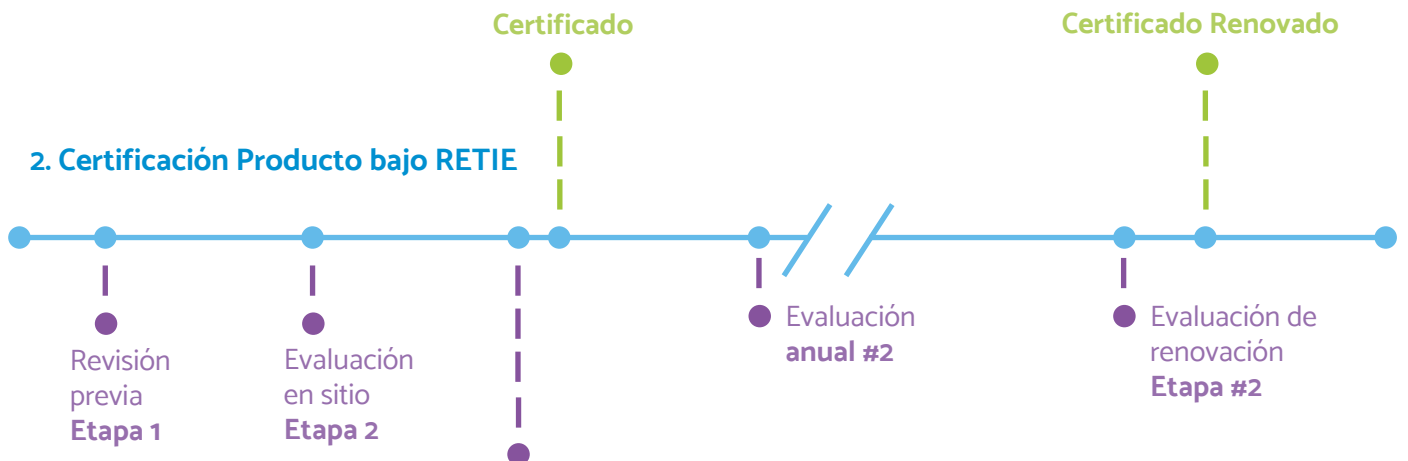 Certificado
Certificado Renovado
2. Certificación Producto bajo RETIE
Revisión
previa
Etapa 1
Evaluación
en sitio
Etapa 2
Evaluación
anual #2
Evaluación de
renovación
Etapa #2